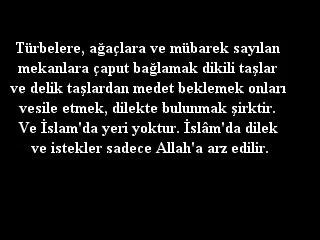 Türbelere, ağaçlara ve mübarek sayılan
mekanlara çaput bağlamak dikili taşlar
ve delik taşlardan medet beklemek onları
vesile etmek, dilekte bulunmak şirktir.
Ve İslam'da yeri yoktur. İslâm'da dilek
ve istekler sadece Allah'a arz edilir.